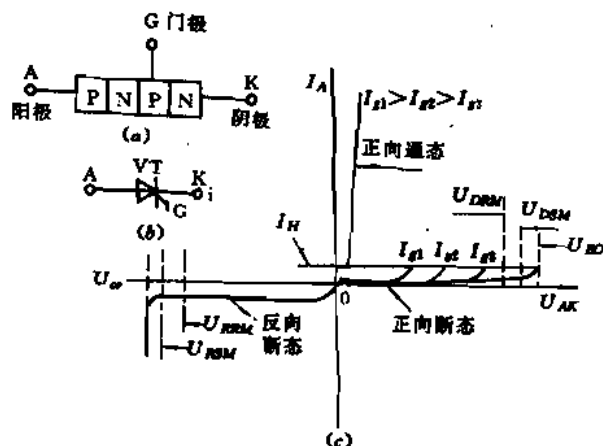 G 门极
A
阳极
P N P N
K
阴极
(a)
VT
A
K
i
G
(b)
I_A
I_g1>I_g2>I_g3
正向通态
U_DRM
U_DSM
U_BO
I_H
I_g1 I_g2 I_g3
0
U_AK
正向断态
U_RRM
反向
断态
U_RSM
(c)